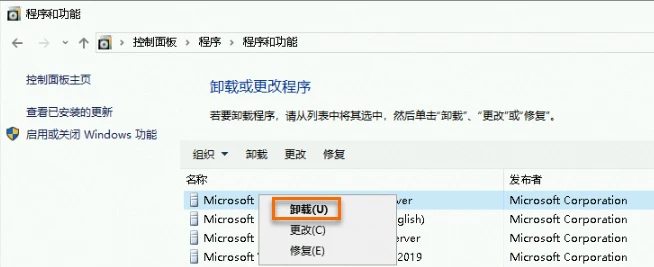 程序和功能
控制面板 程序 程序和功能
控制面板主页
查看已安装的更新
启用或关闭 Windows 功能
卸载或更改程序
若要卸载程序，请从列表中将其选中，然后单击“卸载”、“更改”或“修复”。
组织 卸载 更改 修复
名称 发布者
Microsoft ver Microsoft Corporation
卸载(U)
Microsoft glish) Microsoft Corporation
更改(C)
Microsoft erver Microsoft Corporation
修复(E)
Microsoft 2019 Microsoft Corporation